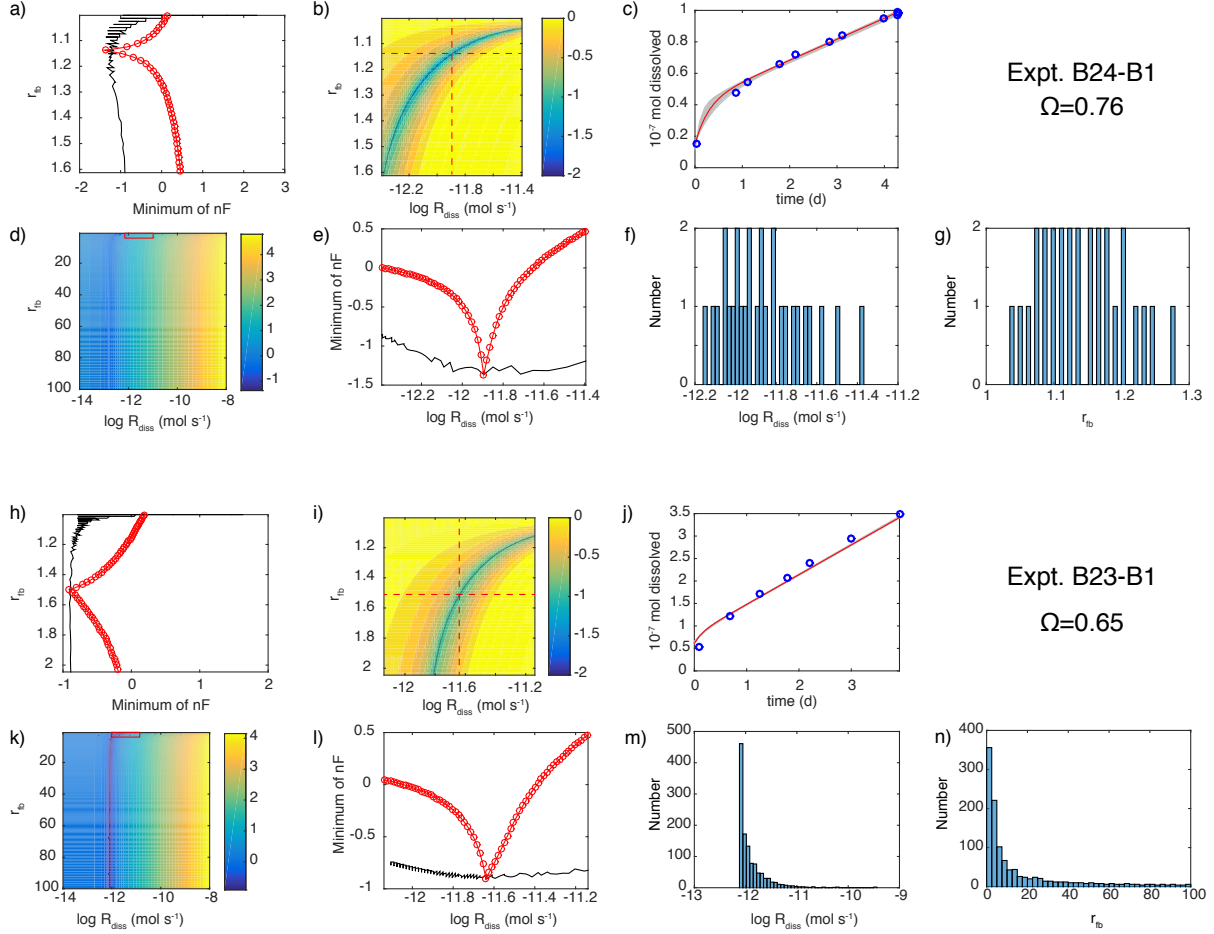 a)
1.1
1.2
1.3
1.4
1.5
1.6
r_fb
-2 -1 0 1 2 3
Minimum of nF
b)
1.1
1.2
1.3
1.4
1.5
1.6
r_fb
-12.2 -11.8 -11.4
log R_diss (mol s⁻¹)
0
-0.5
-1
-1.5
-2
c)
1
0.8
0.6
0.4
0.2
0
10⁻⁷ mol dissolved
0 1 2 3 4
time (d)
Expt. B24-B1
Ω=0.76
d)
20
40
60
80
100
r_fb
-14 -12 -10 -8
log R_diss (mol s⁻¹)
4
3
2
1
0
-1
e)
0.5
0
-0.5
-1
-1.5
Minimum of nF
-12.2 -12 -11.8 -11.6 -11.4
log R_diss (mol s⁻¹)
f)
2
1
0
Number
-12.2 -12 -11.8 -11.6 -11.4 -11.2
log R_diss (mol s⁻¹)
g)
2
1
0
Number
1 1.1 1.2 1.3
r_fb
h)
1.2
1.4
1.6
1.8
2
r_fb
-1 0 1 2
Minimum of nF
i)
1.2
1.4
1.6
1.8
2
r_fb
-12 -11.6 -11.2
log R_diss (mol s⁻¹)
0
-0.5
-1
-1.5
-2
j)
3.5
3
2.5
2
1.5
1
0.5
0
10⁻⁷ mol dissolved
0 1 2 3
time (d)
Expt. B23-B1
Ω=0.65
k)
20
40
60
80
100
r_fb
-14 -12 -10 -8
log R_diss (mol s⁻¹)
4
3
2
1
0
l)
0.5
0
-0.5
-1
Minimum of nF
-12 -11.8 -11.6 -11.4 -11.2
log R_diss (mol s⁻¹)
m)
500
400
300
200
100
0
Number
-13 -12 -11 -10 -9
log R_diss (mol s⁻¹)
n)
400
300
200
100
0
Number
0 20 40 60 80 100
r_fb